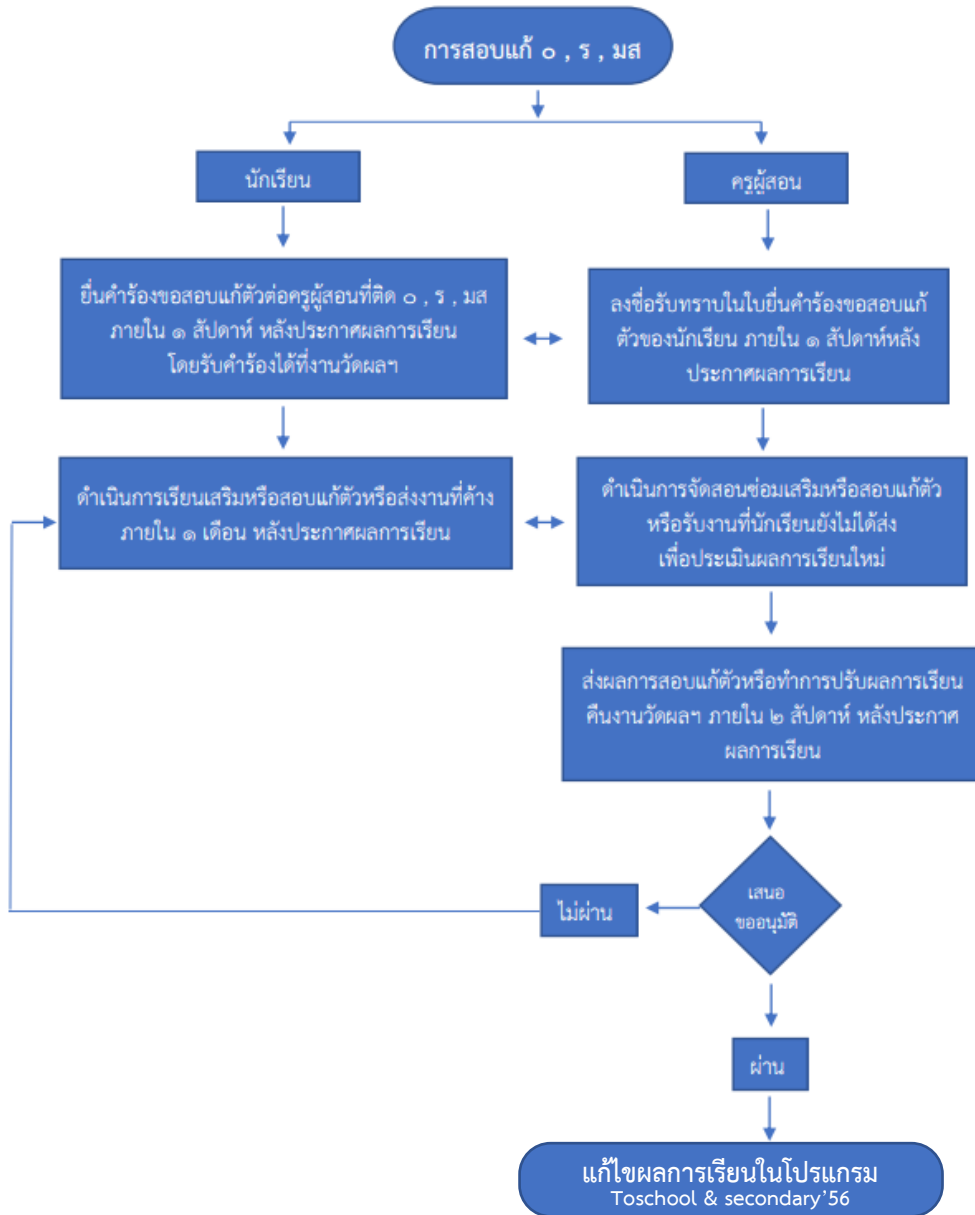 การสอบแก้ ๐ , ร , มส
นักเรียน
ครูผู้สอน
ยื่นคำร้องขอสอบแก้ตัวต่อครูผู้สอนที่ติด ๐ , ร , มส
ภายใน ๑ สัปดาห์ หลังประกาศผลการเรียน
โดยรับคำร้องได้ที่งานวัดผลฯ
ลงชื่อรับทราบในใบยื่นคำร้องขอสอบแก้
ตัวของนักเรียน ภายใน ๑ สัปดาห์หลัง
ประกาศผลการเรียน
ดำเนินการเรียนเสริมหรือสอบแก้ตัวหรือส่งงานที่ค้าง
ภายใน ๑ เดือน หลังประกาศผลการเรียน
ดำเนินการจัดสอนซ่อมเสริมหรือสอบแก้ตัว
หรือรับงานที่นักเรียนยังไม่ได้ส่ง
เพื่อประเมินผลการเรียนใหม่
ส่งผลการสอบแก้ตัวหรือทำการปรับผลการเรียน
คืนงานวัดผลฯ ภายใน ๒ สัปดาห์ หลังประกาศ
ผลการเรียน
เสนอ
ขออนุมัติ
ไม่ผ่าน
ผ่าน
แก้ไขผลการเรียนในโปรแกรม
Toschool & secondary’56